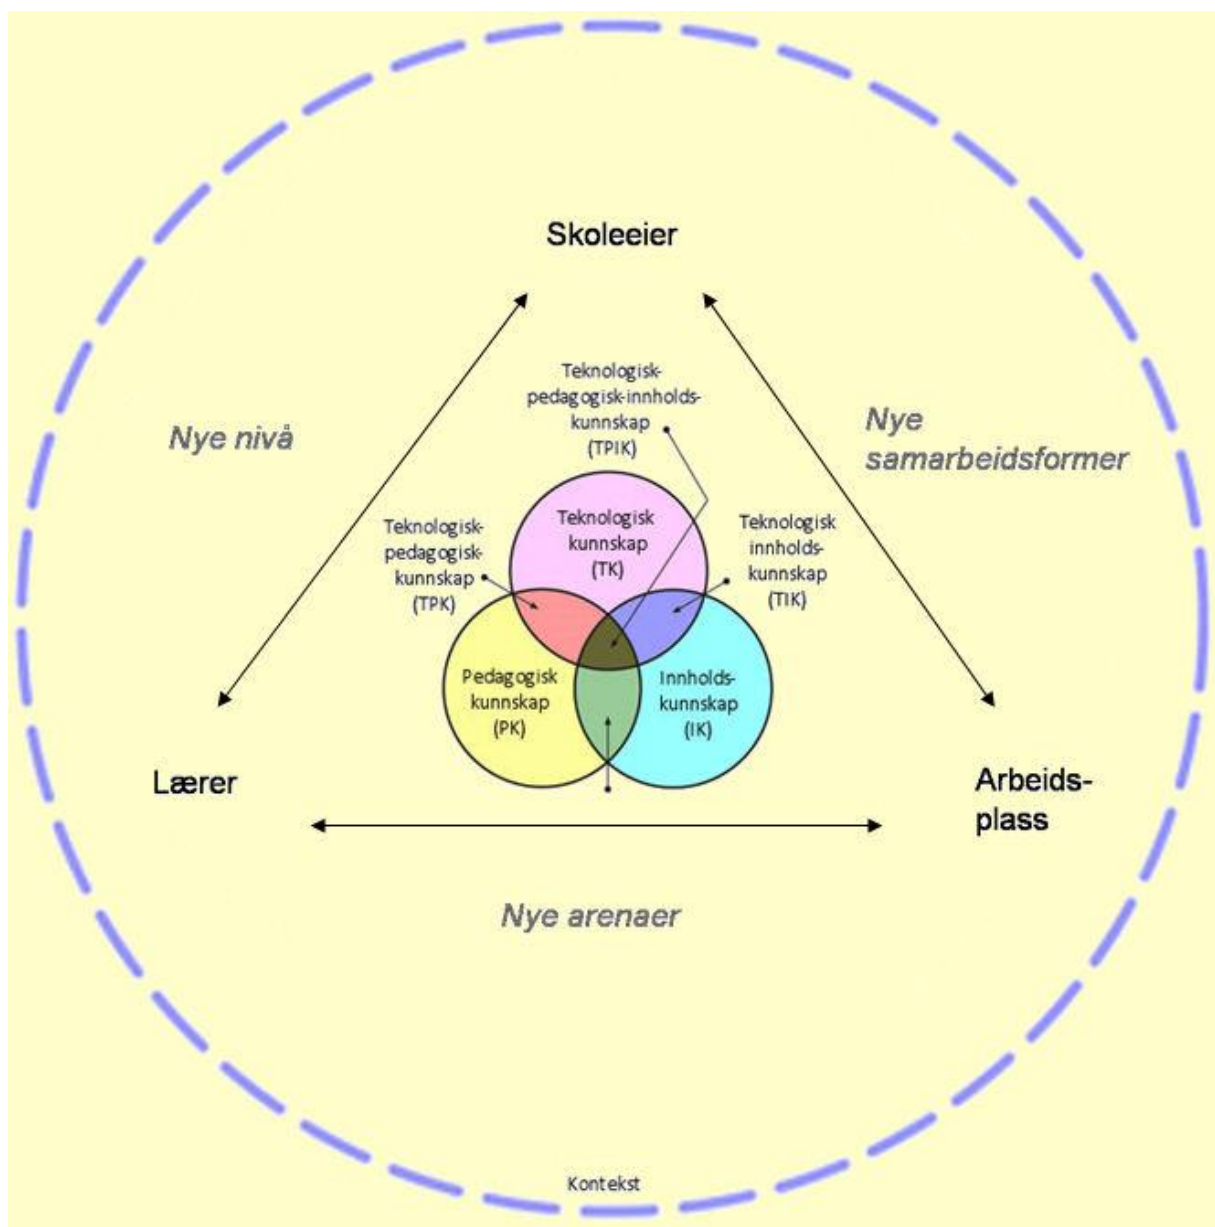 Skoleeier
Teknologisk-
pedagogisk-innholds-
kunnskap
(TPIK)
Nye nivå
Nye
samarbeidsformer
Teknologisk-
pedagogisk-
kunnskap
(TPK)
Teknologisk
kunnskap
(TK)
Teknologisk
innholds-
kunnskap
(TIK)
Pedagogisk
kunnskap
(PK)
Innholds-
kunnskap
(IK)
Lærer
Arbeids-
plass
Nye arenaer
Kontekst